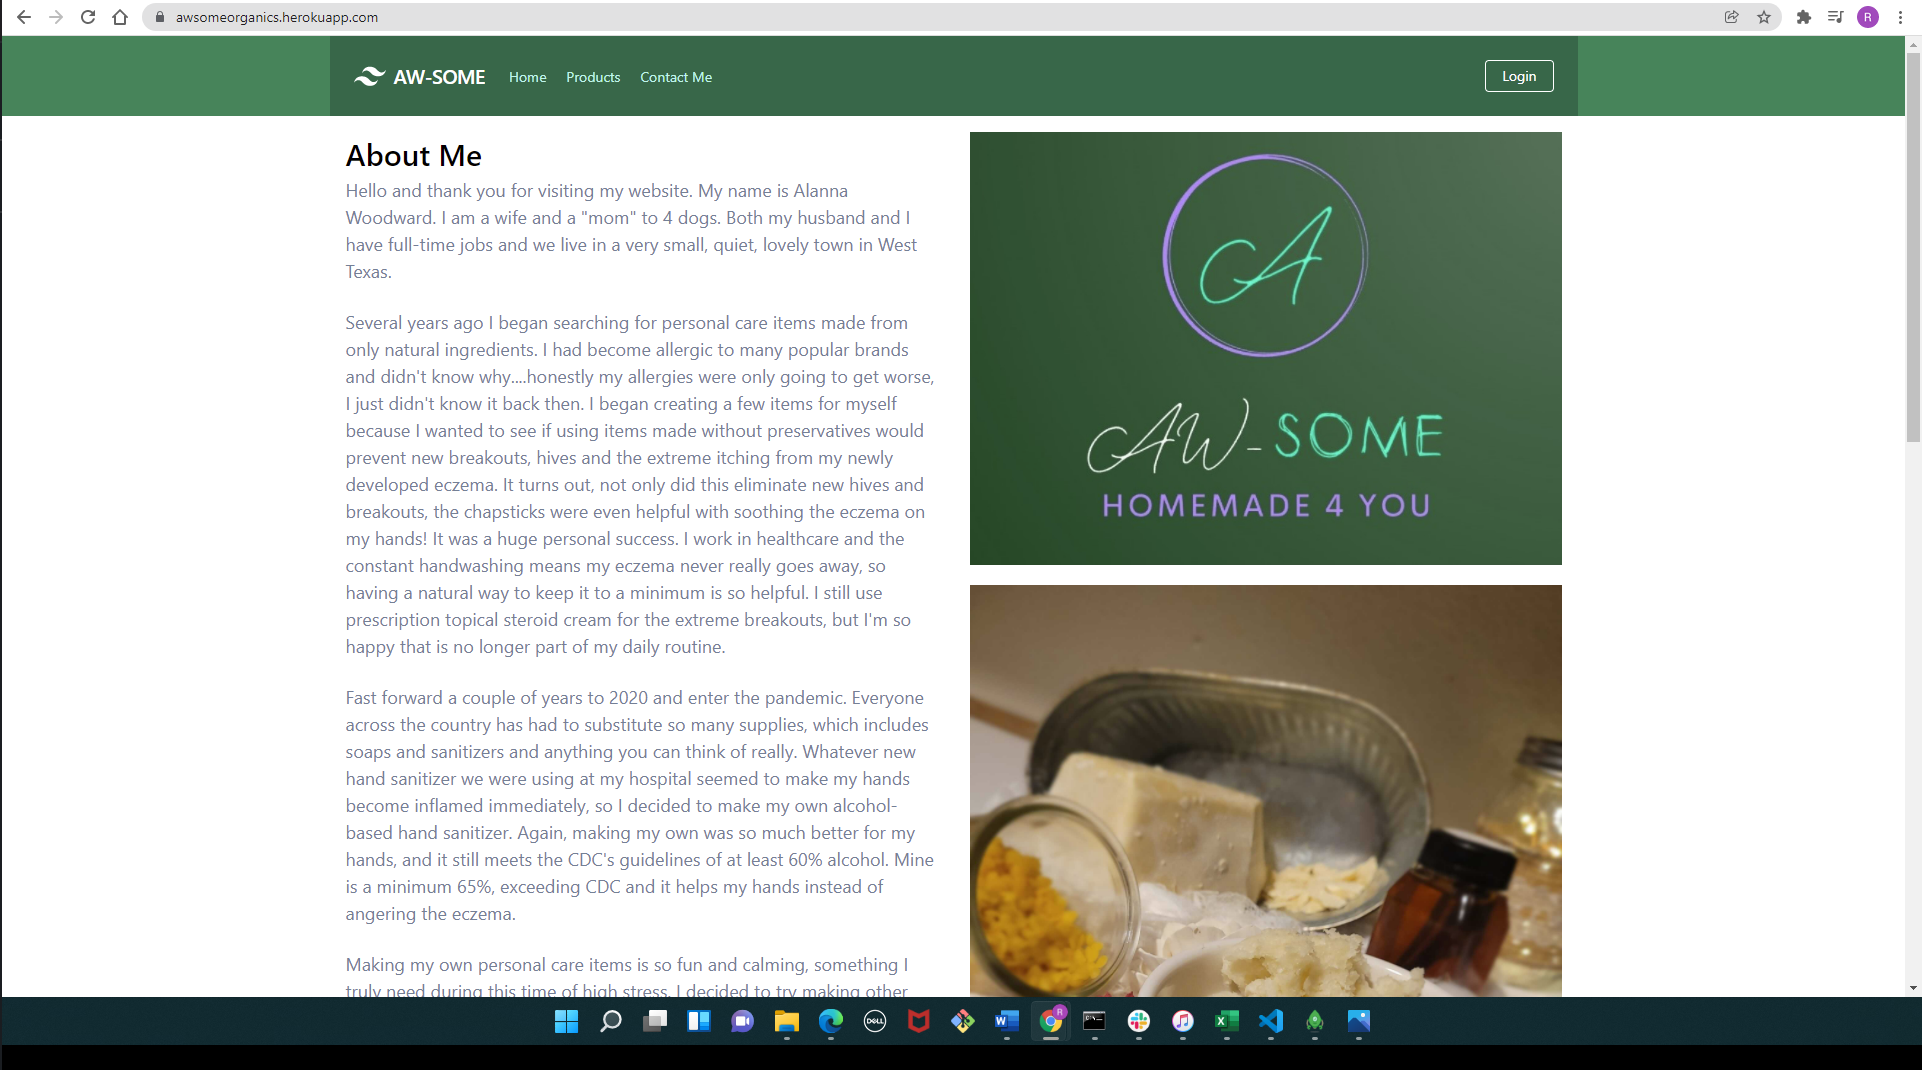 awsomeorganics.herokuapp.com
R
AW-SOME
Home
Products
Contact Me
Login
About Me
Hello and thank you for visiting my website. My name is Alanna
Woodward. I am a wife and a "mom" to 4 dogs. Both my husband and I
have full-time jobs and we live in a very small, quiet, lovely town in West
Texas.
Several years ago I began searching for personal care items made from
only natural ingredients. I had become allergic to many popular brands
and didn't know why....honestly my allergies were only going to get worse,
I just didn't know it back then. I began creating a few items for myself
because I wanted to see if using items made without preservatives would
prevent new breakouts, hives and the extreme itching from my newly
developed eczema. It turns out, not only did this eliminate new hives and
breakouts, the chapsticks were even helpful with soothing the eczema on
my hands! It was a huge personal success. I work in healthcare and the
constant handwashing means my eczema never really goes away, so
having a natural way to keep it to a minimum is so helpful. I still use
prescription topical steroid cream for the extreme breakouts, but I'm so
happy that is no longer part of my daily routine.
Fast forward a couple of years to 2020 and enter the pandemic. Everyone
across the country has had to substitute so many supplies, which includes
soaps and sanitizers and anything you can think of really. Whatever new
hand sanitizer we were using at my hospital seemed to make my hands
become inflamed immediately, so I decided to make my own alcohol-
based hand sanitizer. Again, making my own was so much better for my
hands, and it still meets the CDC's guidelines of at least 60% alcohol. Mine
is a minimum 65%, exceeding CDC and it helps my hands instead of
angering the eczema.
Making my own personal care items is so fun and calming, something I
truly need during this time of high stress. I decided to try making other
A
AW-SOME
HOMEMADE 4 YOU
DELL
W
R
X